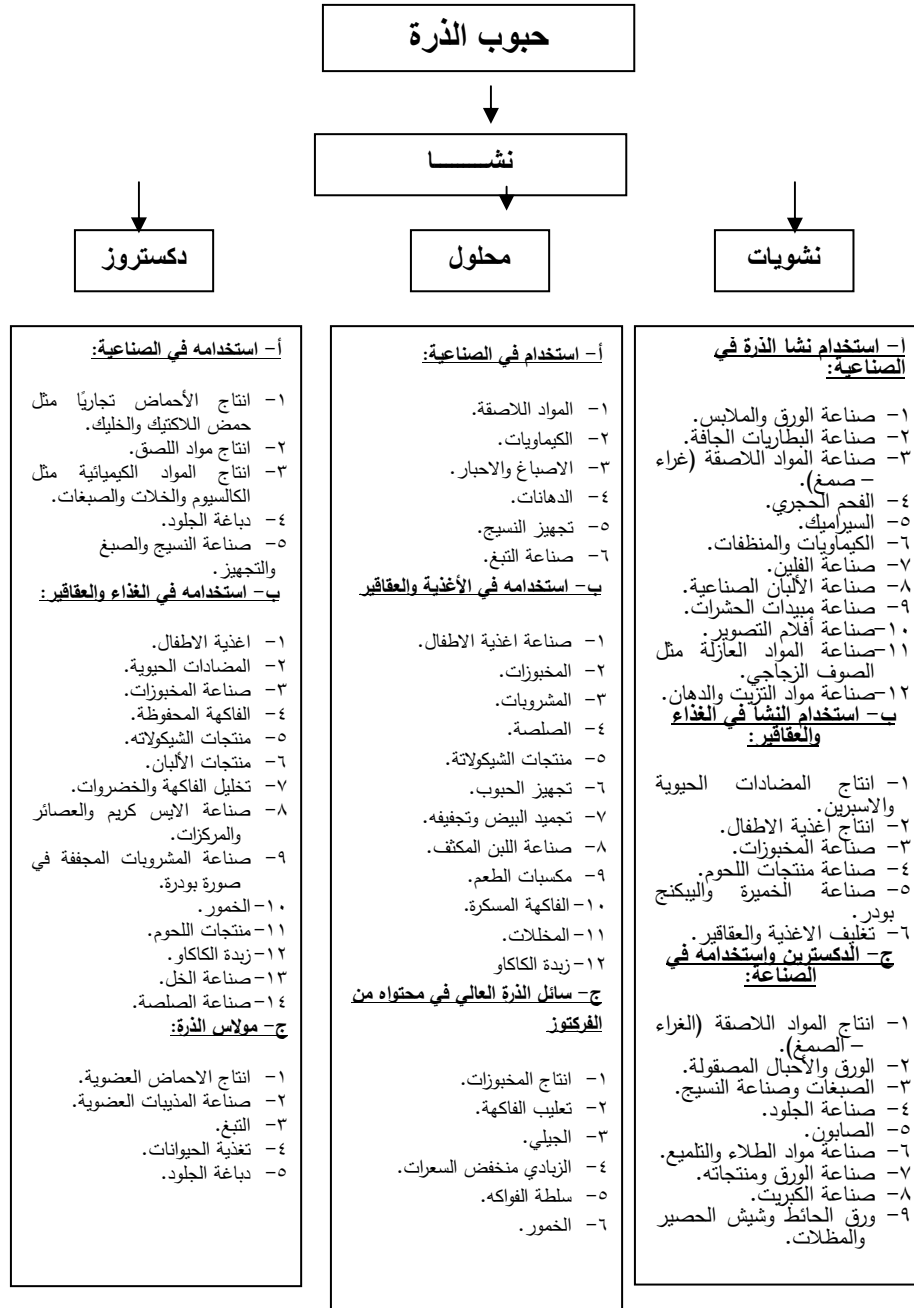 حبوب الذرة
نشــــــــا
نشويات
محلول
دكستروز
ا– استخدام نشا الذرة في
الصناعية:
١– صناعة الورق والملابس.
٢– صناعة البطاريات الجافة.
٣– صناعة المواد اللاصقة (غراء
– صمغ).
٤– الفحم الحجري.
٥– السيراميك.
٦– الكيماويات والمنظفات.
٧– صناعة الفلين.
٨– صناعة الألبان الصناعية.
٩– صناعة مبيدات الحشرات.
١٠–صناعة أفلام التصوير.
١١–صناعة المواد العازلة مثل
الصوف الزجاجي.
١٢–صناعة مواد التزيت والدهان.
ب– استخدام النشا في الغذاء
والعقاقير:
١– انتاج المضادات الحيوية
والاسبرين.
٢– انتاج اغذية الاطفال.
٣– صناعة المخبوزات.
٤– صناعة منتجات اللحوم.
٥– صناعة الخميرة واليبكنج
بودر.
٦– تغليف الاغذية والعقاقير.
ج– الدكسترين واستخدامه في
الصناعة:
١– انتاج المواد اللاصقة (الغراء
– الصمغ).
٢– الورق والأحبال المصقولة.
٣– الصبغات وصناعة النسيج.
٤– صناعة الجلود.
٥– الصابون.
٦– صناعة مواد الطلاء والتلميع.
٧– صناعة الورق ومنتجاته.
٨– صناعة الكبريت.
٩– ورق الحائط وشيش الحصير
والمظلات.
أ– استخدام في الصناعية:
١– المواد اللاصقة.
٢– الكيماويات.
٣– الاصباغ والاحبار.
٤– الدهانات.
٥– تجهيز النسيج.
٦– صناعة التبغ.
ب– استخدامه في الأغذية والعقاقير
١– صناعة اغذية الاطفال.
٢– المخبوزات.
٣– المشروبات.
٤– الصلصة.
٥– منتجات الشيكولاتة.
٦– تجهيز الحبوب.
٧– تجميد البيض وتجفيفه.
٨– صناعة اللبن المكثف.
٩– مكسبات الطعم.
١٠–الفاكهة المسكرة.
١١–المخللات.
١٢–زبدة الكاكاو
ج– سائل الذرة العالي في محتواه من
الفركتوز
١– انتاج المخبوزات.
٢– تعليب الفاكهة.
٣– الجيلي.
٤– الزبادي منخفض السعرات.
٥– سلطة الفواكه.
٦– الخمور.
أ– استخدامه في الصناعية:
١– انتاج الأحماض تجاريًا مثل
حمض اللاكتيك والخليك.
٢– انتاج مواد اللصق.
٣– انتاج المواد الكيميائية مثل
الكالسيوم والخلات والصبغات.
٤– دباغة الجلود.
٥– صناعة النسيج والصبغ
والتجهيز.
ب– استخدامه في الغذاء والعقاقير:
١– اغذية الاطفال.
٢– المضادات الحيوية.
٣– صناعة المخبوزات.
٤– الفاكهة المحفوظة.
٥– منتجات الشيكولاته.
٦– منتجات الألبان.
٧– تخليل الفاكهة والخضروات.
٨– صناعة الايس كريم والعصائر
والمركزات.
٩– صناعة المشروبات المجففة في
صورة بودرة.
١٠–الخمور.
١١–منتجات اللحوم.
١٢–زبدة الكاكاو.
١٣–صناعة الخل.
١٤–صناعة الصلصة.
ج– مولاس الذرة:
١– انتاج الاحماض العضوية.
٢– صناعة المذيبات العضوية.
٣– التبغ.
٤– تغذية الحيوانات.
٥– دباغة الجلود.